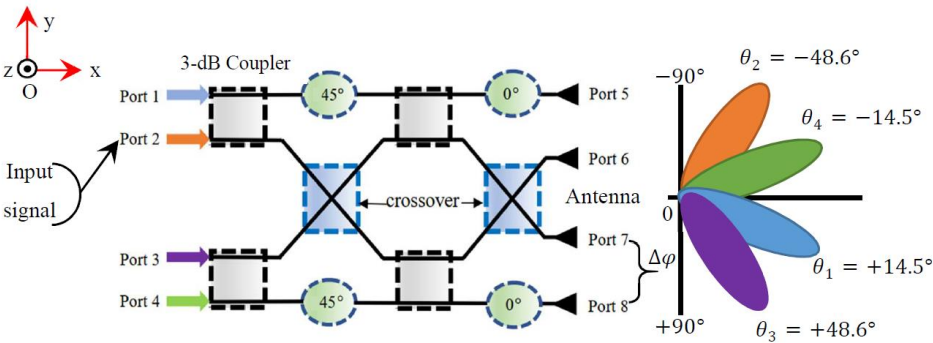 y
z
O
x
3-dB Coupler
Port 1
Port 2
Input
signal
Port 3
Port 4
45°
0°
crossover
45°
0°
Port 5
Port 6
Antenna
Port 7
Port 8
Δφ
θ₂ = −48.6°
−90°
θ₄ = −14.5°
0
θ₁ = +14.5°
+90°
θ₃ = +48.6°